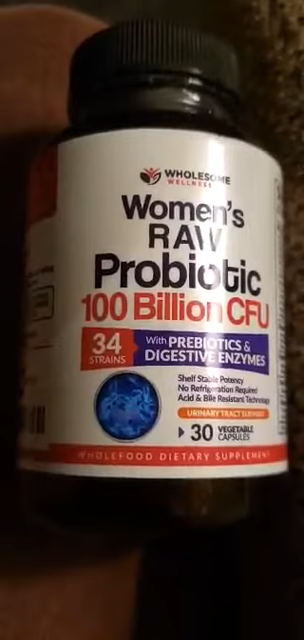 WHOLESOME
WELLNESS
Women's
RAW
Probiotic
100 Billion CFU
34
STRAINS
With PREBIOTICS &
DIGESTIVE ENZYMES
Shelf Stable Potency
No Refrigeration Required
Acid & Bile Resistant Technology
URINARY TRACT SUPPORT
30 VEGETABLE
CAPSULES
WHOLEFOOD DIETARY SUPPLEMENT